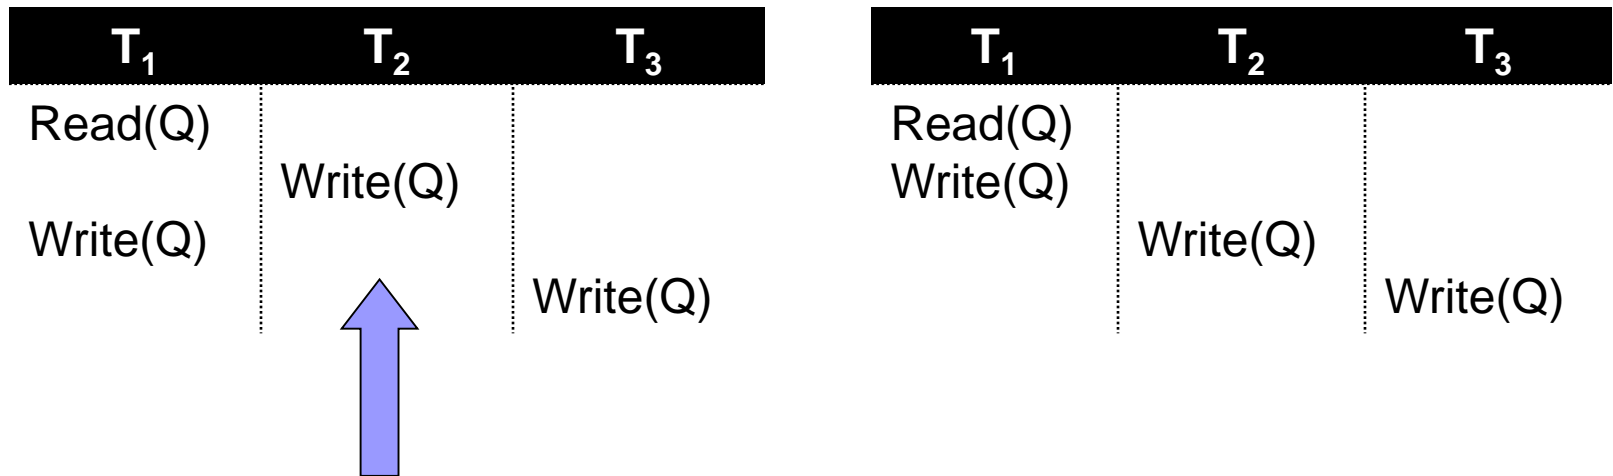 T₁ T₂ T₃
Read(Q)
Write(Q)
Write(Q)
Write(Q)
T₁ T₂ T₃
Read(Q)
Write(Q)
Write(Q)
Write(Q)